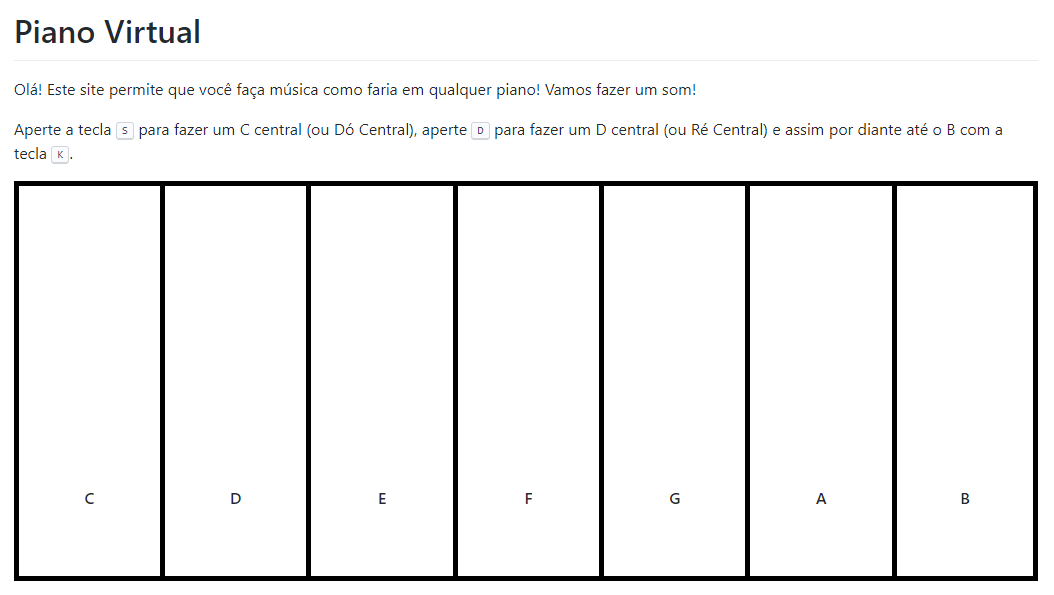 Piano Virtual
Olá! Este site permite que você faça música como faria em qualquer piano! Vamos fazer um som!
Aperte a tecla S para fazer um C central (ou Dó Central), aperte D para fazer um D central (ou Ré Central) e assim por diante até o B com a
tecla K.
C D E F G A B